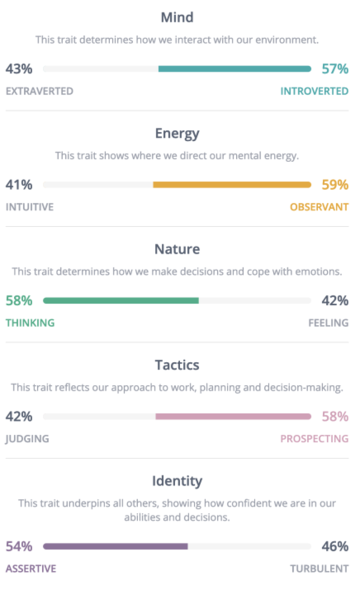 Mind
This trait determines how we interact with our environment.
43% 57%
EXTRAVERTED INTROVERTED
Energy
This trait shows where we direct our mental energy.
41% 59%
INTUITIVE OBSERVANT
Nature
This trait determines how we make decisions and cope with emotions.
58% 42%
THINKING FEELING
Tactics
This trait reflects our approach to work, planning and decision-making.
42% 58%
JUDGING PROSPECTING
Identity
This trait underpins all others, showing how confident we are in our
abilities and decisions.
54% 46%
ASSERTIVE TURBULENT